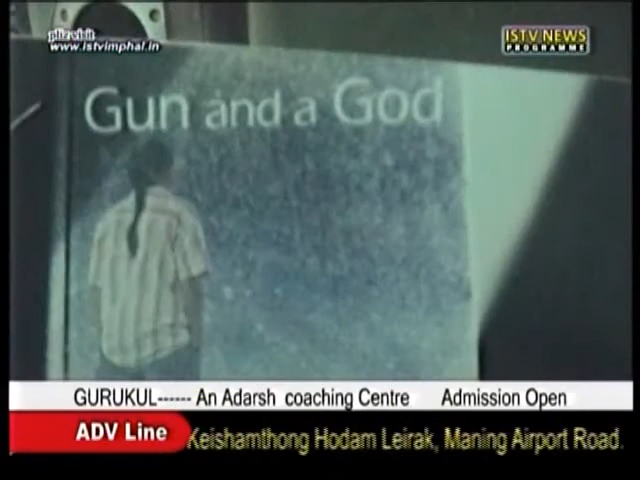 pliz visit
www.istvimphal.in
ISTV NEWS
PROGRAMME
Gun and a God
GURUKUL------ An Adarsh coaching Centre Admission Open
ADV Line
Keishamthong Hodam Leirak, Maning Airport Road.